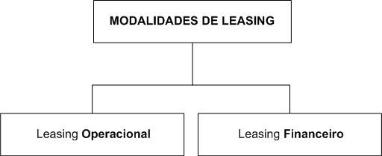 MODALIDADES DE LEASING
Leasing Operacional
Leasing Financeiro